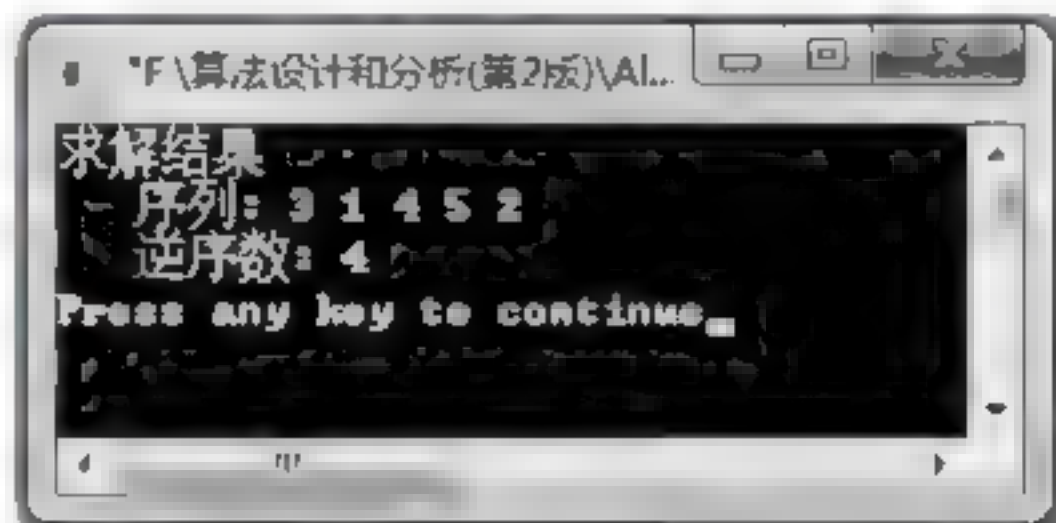 "F \算法设计和分析(第2版)\Al...
求解结果
序列: 3 1 4 5 2
逆序数: 4
Press any key to continue_